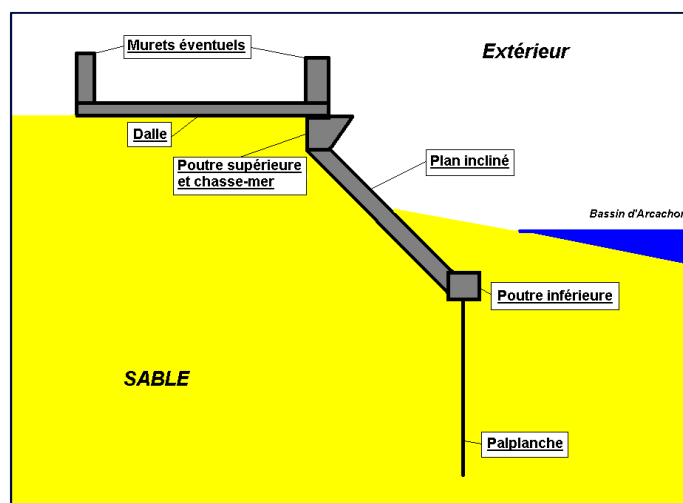 Murets éventuels
Extérieur
Dalle
Poutre supérieure
et chasse-mer
Plan incliné
Bassin d'Arcachon
Poutre inférieure
SABLE
Palplanche